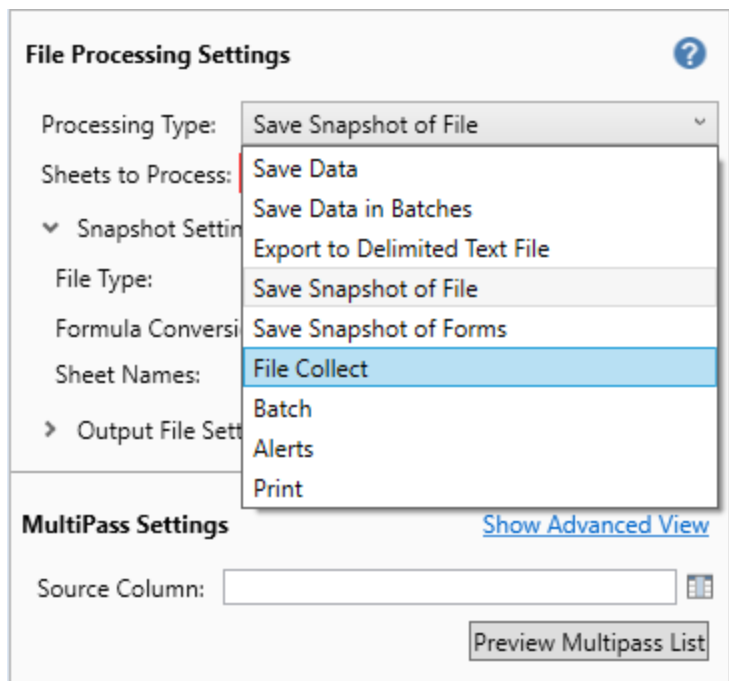 File Processing Settings ?
Processing Type: Save Snapshot of File
Sheets to Process: Save Data
Save Data in Batches
Snapshot Settin
Export to Delimited Text File
File Type: Save Snapshot of File
Formula Conversi Save Snapshot of Forms
Sheet Names: File Collect
Batch
Output File Sett
Alerts
Print
MultiPass Settings Show Advanced View
Source Column:
Preview Multipass List